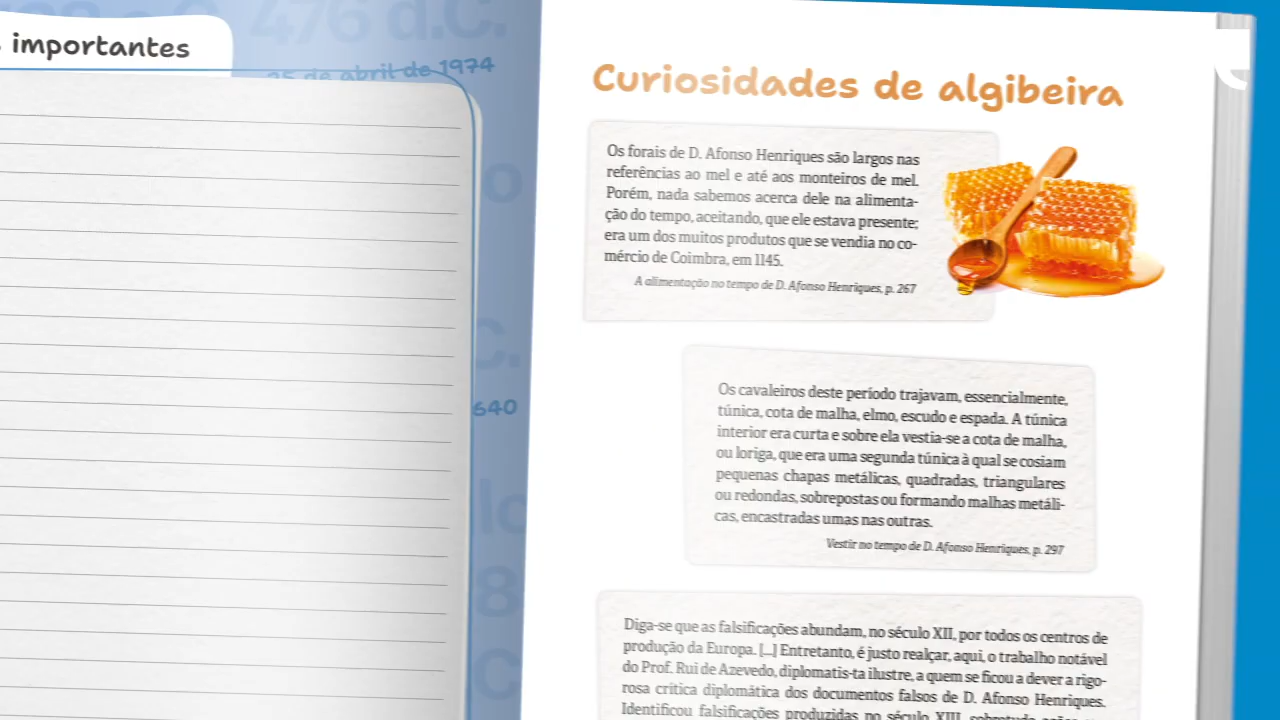 importantes
476 d.C.
25 de abril de 1974
640
Curiosidades de algibeira
Os forais de D. Afonso Henriques são largos nas
referências ao mel e até aos monteiros de mel.
Porém, nada sabemos acerca dele na alimenta-
ção do tempo, aceitando, que ele estava presente;
era um dos muitos produtos que se vendia no co-
mércio de Coimbra, em 1145.
A alimentação no tempo de D. Afonso Henriques, p. 267
Os cavaleiros deste período trajavam, essencialmente,
túnica, cota de malha, elmo, escudo e espada. A túnica
interior era curta e sobre ela vestia-se a cota de malha,
ou loriga, que era uma segunda túnica à qual se cosiam
pequenas chapas metálicas, quadradas, triangulares
ou redondas, sobrepostas ou formando malhas metáli-
cas, encastradas umas nas outras.
Vestir no tempo de D. Afonso Henriques, p. 297
Diga-se que as falsificações abundam, no século XII, por todos os centros de
produção da Europa. [...] Entretanto, é justo realçar, aqui, o trabalho notável
do Prof. Rui de Azevedo, diplomatis-ta ilustre, a quem se ficou a dever a rigo-
rosa crítica diplomática dos documentos falsos de D. Afonso Henriques.
Identificou falsificações produzidas no século XIII, sobretudo